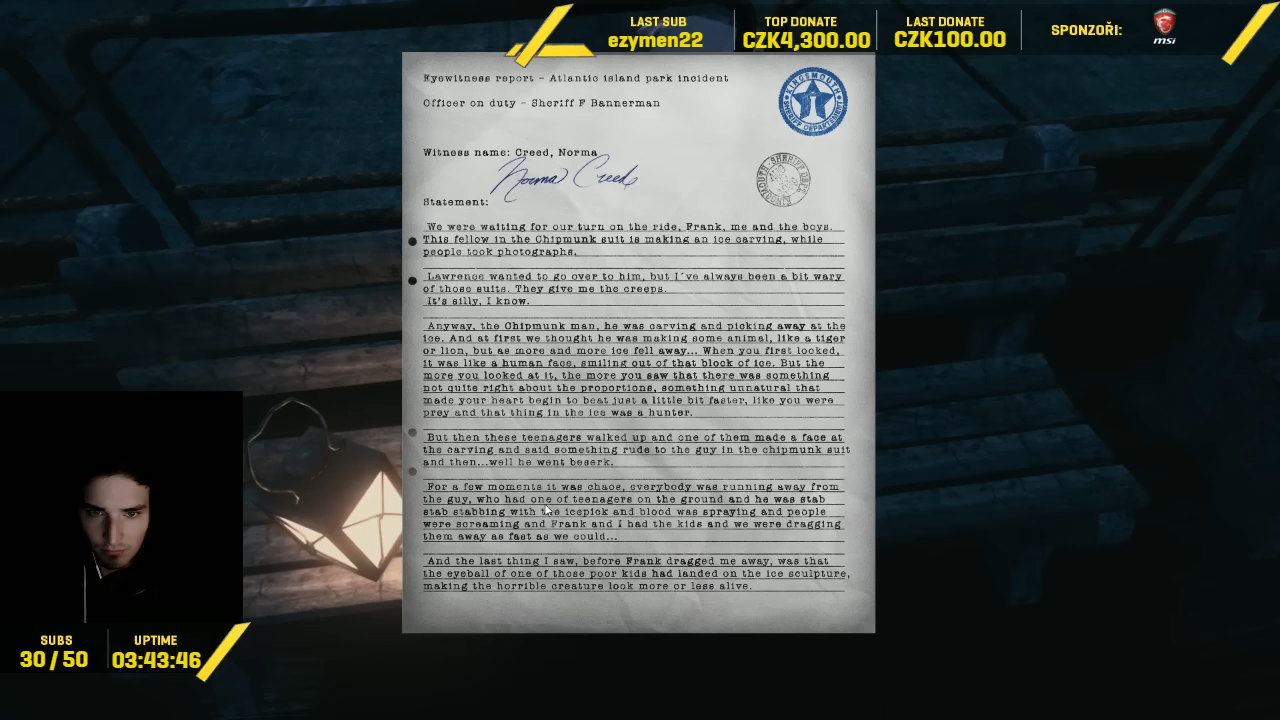 LAST SUB
ezymen22
TOP DONATE
CZK4,300.00
LAST DONATE
CZK100.00
SPONZOŘI:
msi
Eyewitness report - Atlantic island park incident
Officer on duty - Sheriff F Bannerman
KINGSMOUTH
SHERIFF DEPARTMENT
Witness name: Creed, Norma
Norma Creed
Statement:
We were waiting for our turn on the ride, Frank, me and the boys.
This fellow in the Chipmunk suit is making an ice carving, while
people took photographs.
Lawrence wanted to go over to him, but I´ve always been a bit wary
of those suits. They give me the creeps.
It's silly, I know.
Anyway, the Chipmunk man, he was carving and picking away at the
ice. And at first we thought he was making some animal, like a tiger
or lion, but as more and more ice fell away... When you first looked,
it was like a human face, smiling out of that block of ice. But the
more you looked at it, the more you saw that there was something
not quite right about the proportions, something unnatural that
made your heart begin to beat just a little bit faster, like you were
prey and that thing in the ice was a hunter.
But then these teenagers walked up and one of them made a face at
the carving and said something rude to the guy in the chipmunk suit
and then...well he went beserk.
For a few moments it was chaos, everybody was running away from
the guy, who had one of teenagers on the ground and he was stab
stab stabbing with the icepick and blood was spraying and people
were screaming and Frank and I had the kids and we were dragging
them away as fast as we could...
And the last thing I saw, before Frank dragged me away, was that
the eyeball of one of those poor kids had landed on the ice sculpture,
making the horrible creature look more or less alive.
SUBS
30 / 50
UPTIME
03:43:46